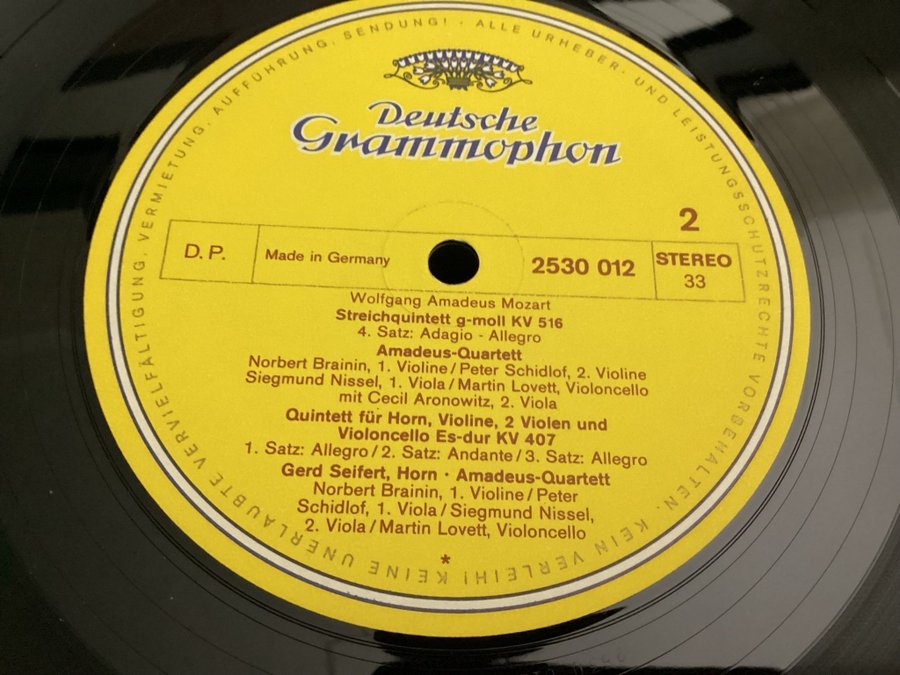 Deutsche
Grammophon
2
D. P.
Made in Germany
2530 012
STEREO
33
Wolfgang Amadeus Mozart
Streichquintett g-moll KV 516
4. Satz: Adagio - Allegro
Amadeus-Quartett
Norbert Brainin, 1. Violine / Peter Schidlof, 2. Violine
Siegmund Nissel, 1. Viola / Martin Lovett, Violoncello
mit Cecil Aronowitz, 2. Viola
Quintett für Horn, Violine, 2 Violen und
Violoncello Es-dur KV 407
1. Satz: Allegro / 2. Satz: Andante / 3. Satz: Allegro
Gerd Seifert, Horn · Amadeus-Quartett
Norbert Brainin, 1. Violine / Peter
Schidlof, 1. Viola / Siegmund Nissel,
2. Viola / Martin Lovett, Violoncello
*
ALLE URHEBER- UND LEISTUNGSSCHUTZRECHTE VORBEHALTEN. KEIN VERLEIH! KEINE UNERLAUBTE VERVIELFÄLTIGUNG, VERMIETUNG, AUFFÜHRUNG, SENDUNG! ·